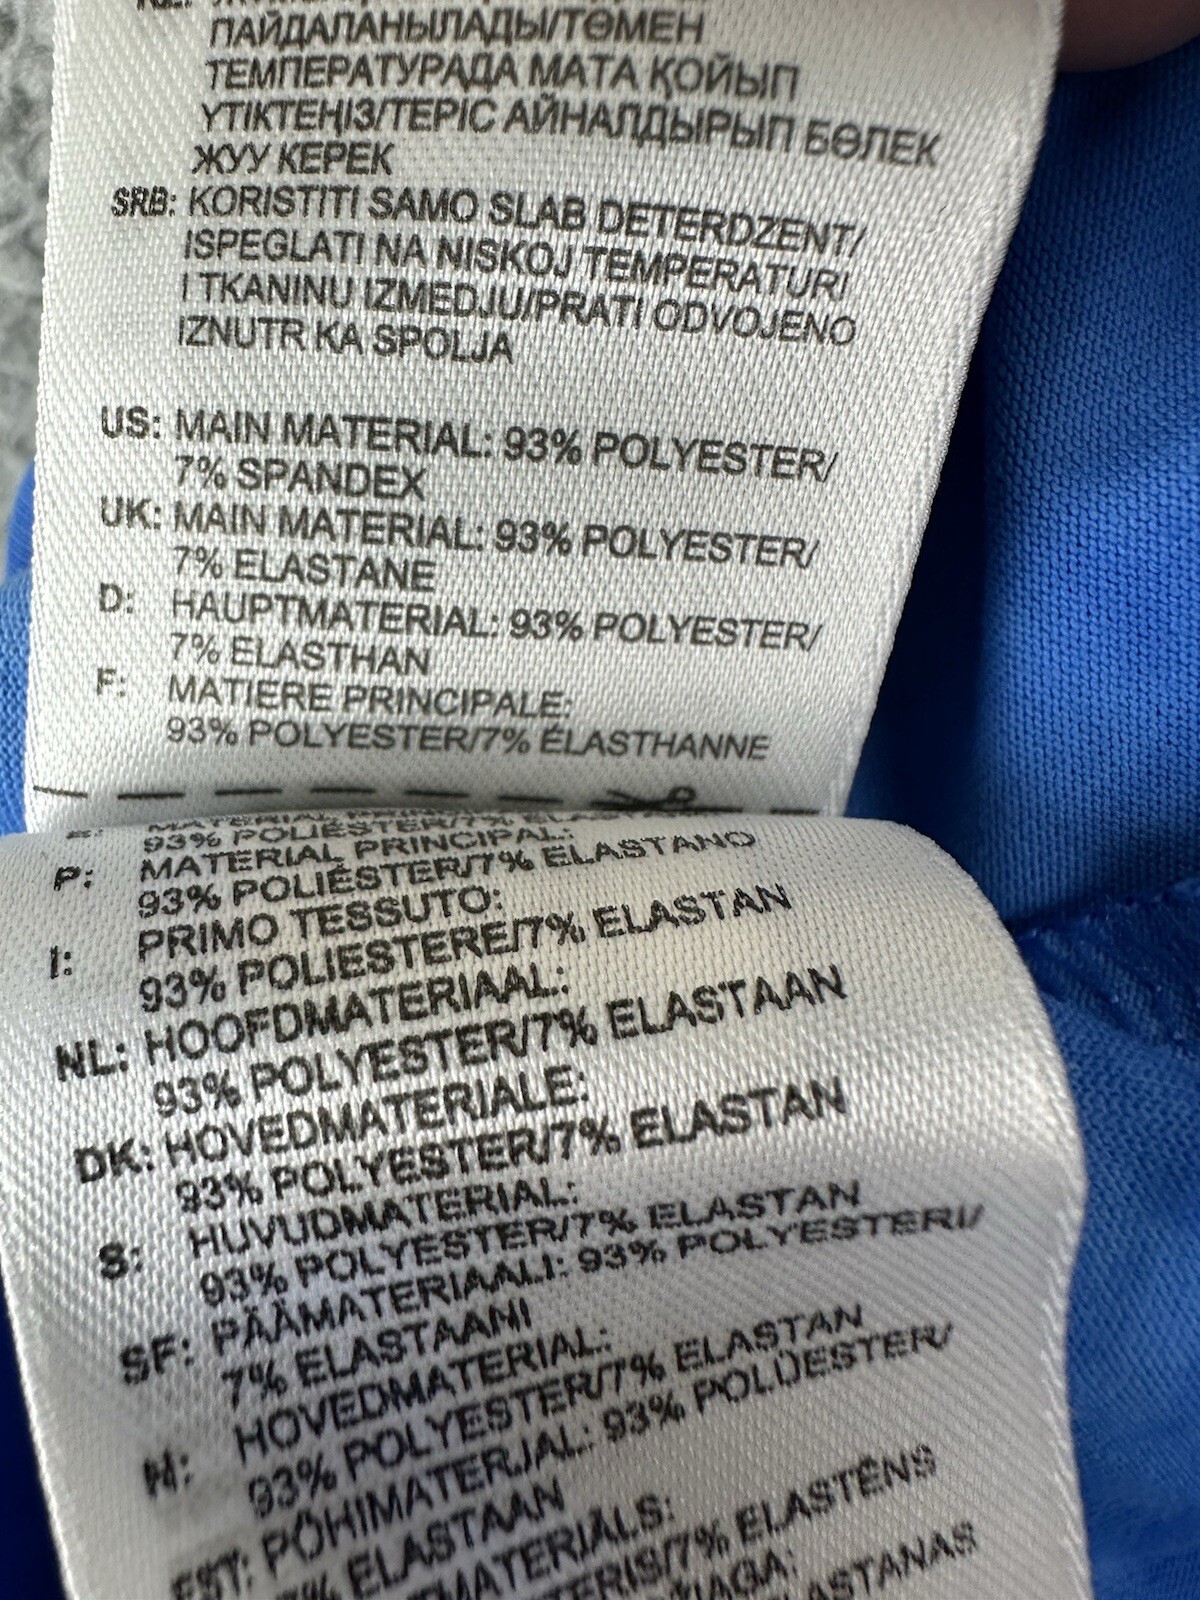 ПАЙДАЛАНЫЛАДЫ/ТӨМЕН
ТЕМПЕРАТУРАДА МАТА ҚОЙЫП
ҮТІКТЕҢІЗ/ТЕРІС АЙНАЛДЫРЫП БӨЛЕК
ЖУУ КЕРЕК
SRB: KORISTITI SAMO SLAB DETERDZENT/
ISPEGLATI NA NISKOJ TEMPERATURI
I TKANINU IZMEDJU/PRATI ODVOJENO
IZNUTR KA SPOLJA
US: MAIN MATERIAL: 93% POLYESTER/
7% SPANDEX
UK: MAIN MATERIAL: 93% POLYESTER/
7% ELASTANE
D: HAUPTMATERIAL: 93% POLYESTER/
7% ELASTHAN
F: MATIERE PRINCIPALE:
93% POLYESTER/7% ÉLASTHANNE
93% POLIÉSTER/7%
P: MATERIAL PRINCIPAL:
93% POLIÉSTER/7% ELASTANO
I: PRIMO TESSUTO:
93% POLIESTERE/7% ELASTAN
NL: HOOFDMATERIAAL:
93% POLYESTER/7% ELASTAAN
DK: HOVEDMATERIALE:
93% POLYESTER/7% ELASTAN
S: HUVUDMATERIAL:
93% POLYESTER/7% ELASTAN
SF: PÄÄMATERIAALI: 93% POLYESTERI/
7% ELASTAANI
N: HOVEDMATERIAL:
93% POLYESTER/7% ELASTAN
EST: PÕHIMATERJAL: 93% POLÜESTER/
7% ELASTAAN
ELASTĒNS